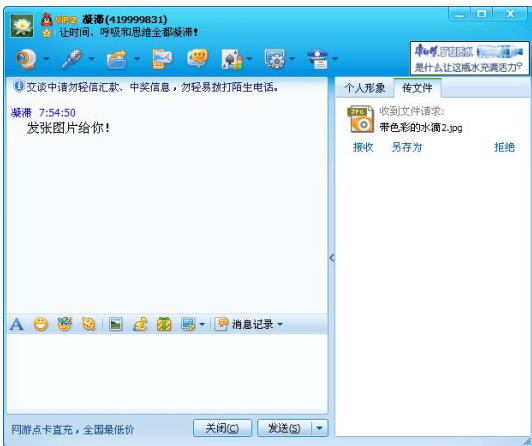 VIP2 凝滞(419999831)
让时间、呼吸和思维全都凝滞!
是什么让这瓶水充满活力?
交谈中请勿轻信汇款、中奖信息,勿轻易拨打陌生电话。
凝滞 7:54:50
发张图片给你!
个人形象 传文件
JPG 收到文件请求:
带色彩的水滴2.jpg
接收 另存为 拒绝
A 消息记录
网游点卡直充,全国最低价 关闭(C) 发送(S)